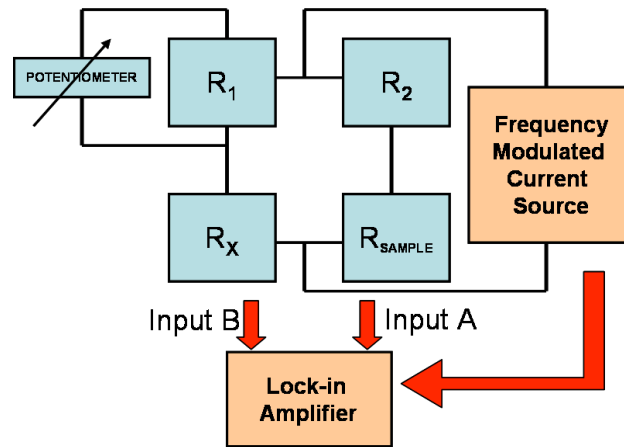 POTENTIOMETER
R1
R2
Frequency
Modulated
Current
Source
RX
RSAMPLE
Input B
Input A
Lock-in
Amplifier